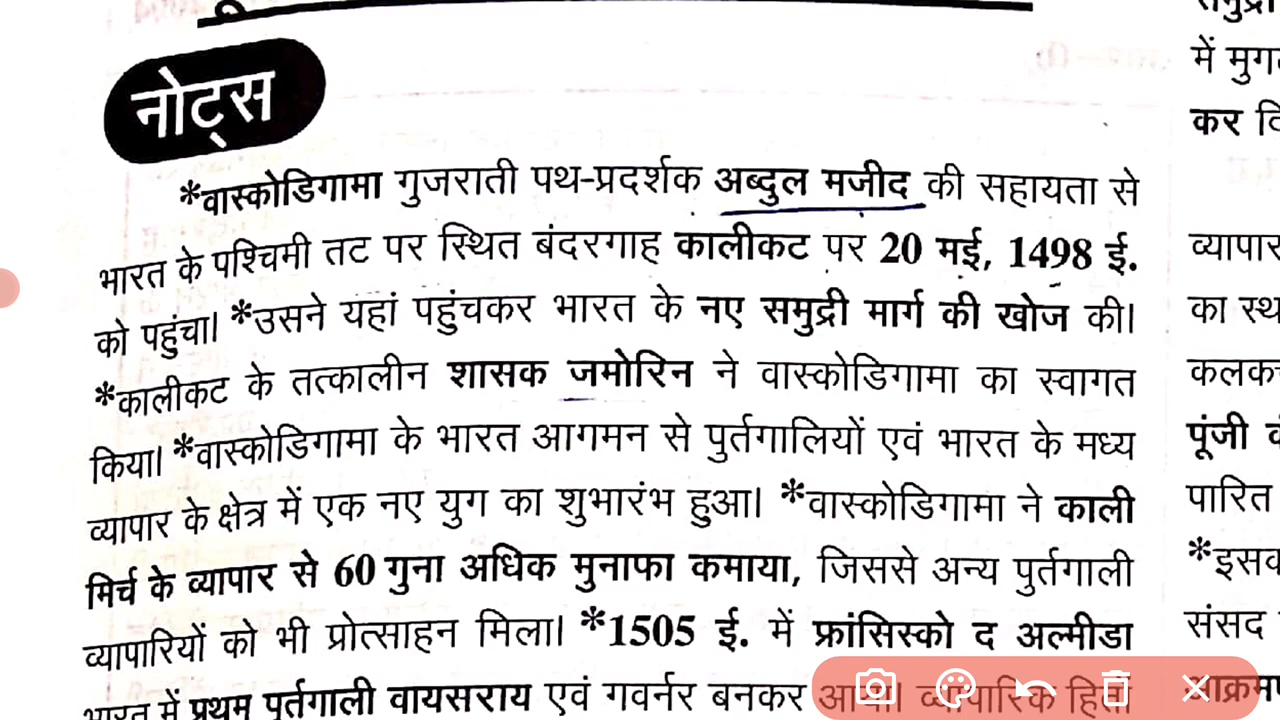 नोट्स
*वास्कोडिगामा गुजराती पथ-प्रदर्शक अब्दुल मजीद की सहायता से
भारत के पश्चिमी तट पर स्थित बंदरगाह कालीकट पर 20 मई, 1498 ई.
को पहुंचा। *उसने यहां पहुंचकर भारत के नए समुद्री मार्ग की खोज की।
*कालीकट के तत्कालीन शासक जमोरिन ने वास्कोडिगामा का स्वागत
किया। *वास्कोडिगामा के भारत आगमन से पुर्तगालियों एवं भारत के मध्य
व्यापार के क्षेत्र में एक नए युग का शुभारंभ हुआ। *वास्कोडिगामा ने काली
मिर्च के व्यापार से 60 गुना अधिक मुनाफा कमाया, जिससे अन्य पुर्तगाली
व्यापारियों को भी प्रोत्साहन मिला। *1505 ई. में फ्रांसिस्को द अल्मीडा
भारत में प्रथम पुर्तगाली वायसराय एवं गवर्नर बनकर आया। व्यापारिक हितों
में
कर
व्यापार
का
पारित
*इसक
संसद